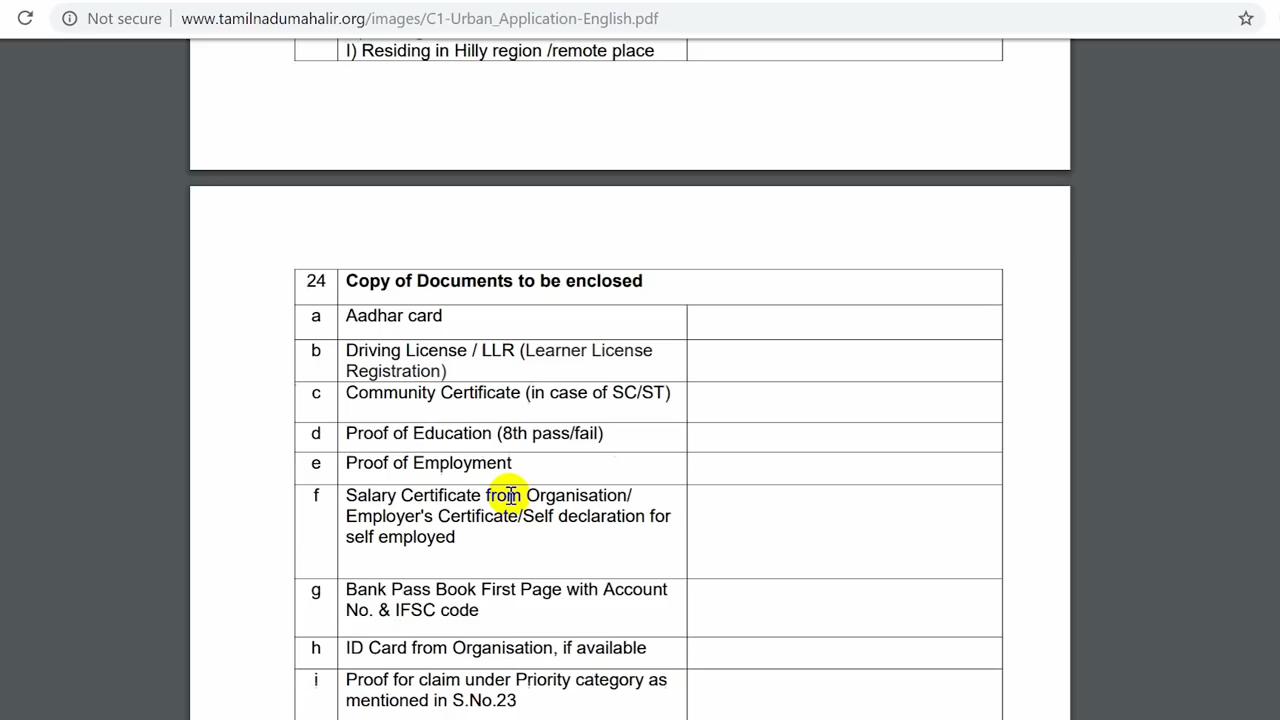 Not secure | www.tamilnadumahalir.org/images/C1-Urban_Application-English.pdf
I) Residing in Hilly region /remote place
24 Copy of Documents to be enclosed
a Aadhar card
b Driving License / LLR (Learner License
Registration)
c Community Certificate (in case of SC/ST)
d Proof of Education (8th pass/fail)
e Proof of Employment
f Salary Certificate from Organisation/
Employer's Certificate/Self declaration for
self employed
g Bank Pass Book First Page with Account
No. & IFSC code
h ID Card from Organisation, if available
i Proof for claim under Priority category as
mentioned in S.No.23